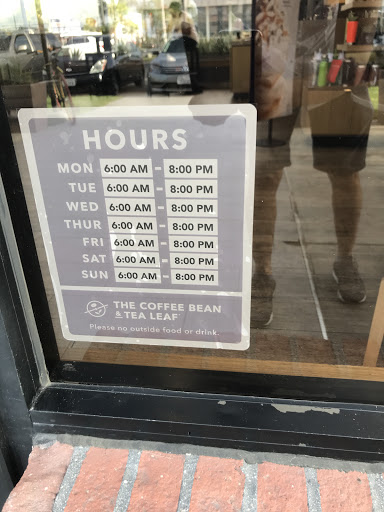 HOURS
MON 6:00 AM - 8:00 PM
TUE 6:00 AM - 8:00 PM
WED 6:00 AM - 8:00 PM
THUR 6:00 AM - 8:00 PM
FRI 6:00 AM - 8:00 PM
SAT 6:00 AM - 8:00 PM
SUN 6:00 AM - 8:00 PM
THE COFFEE BEAN
& TEA LEAF
Please no outside food or drink.